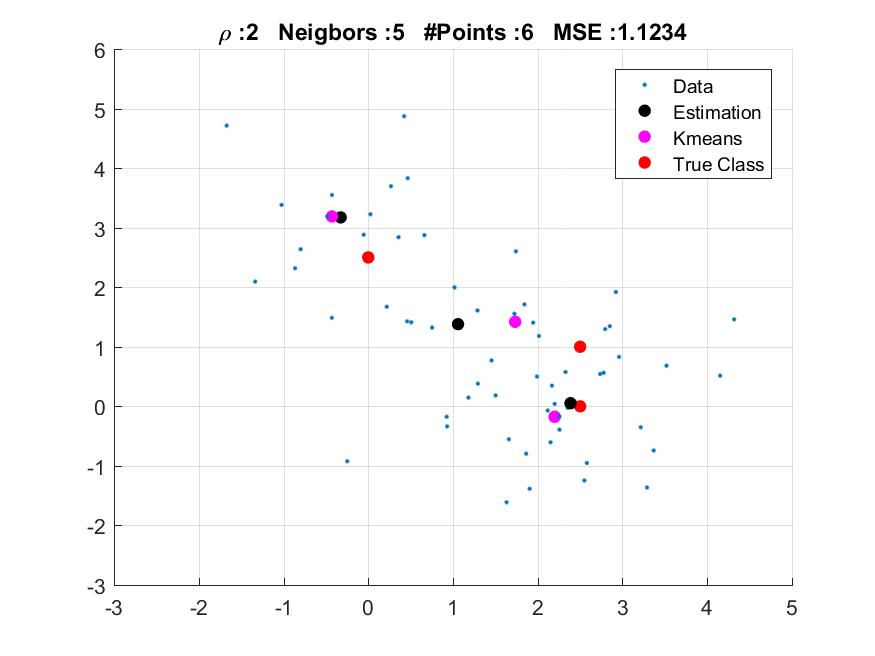 ρ :2 Neigbors :5 #Points :6 MSE :1.1234
6
5
4
3
2
1
0
-1
-2
-3
-3 -2 -1 0 1 2 3 4 5
Data
Estimation
Kmeans
True Class